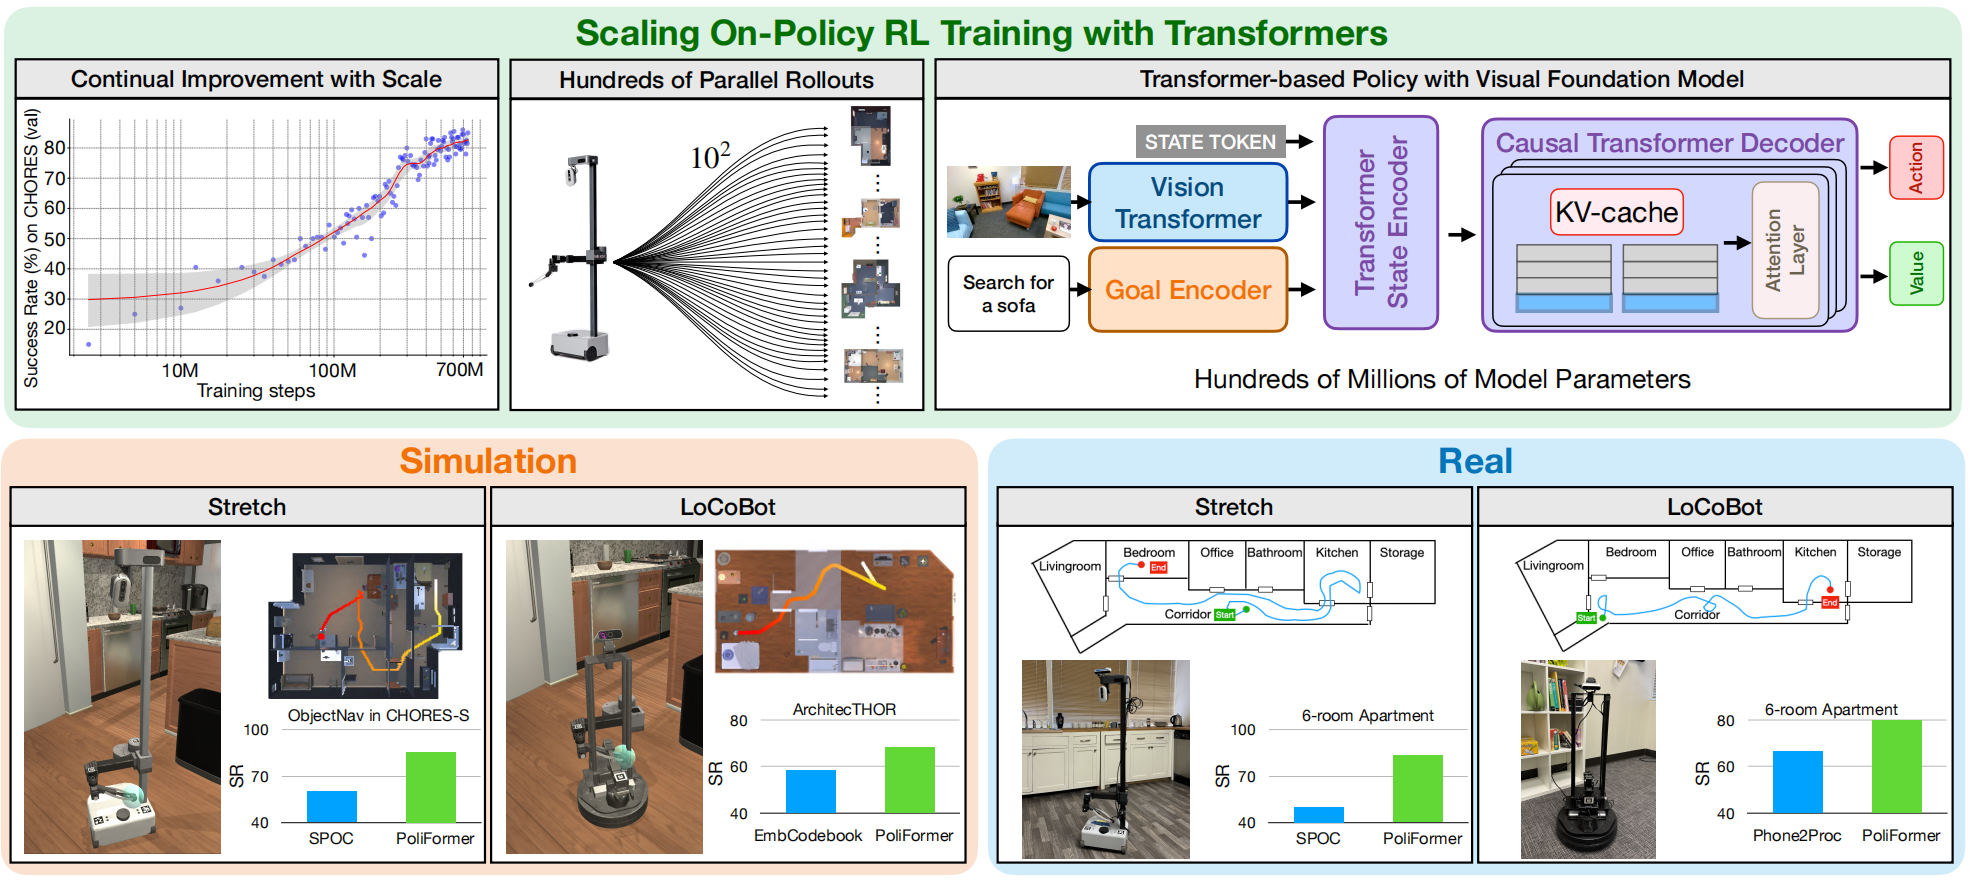 Scaling On-Policy RL Training with Transformers
Continual Improvement with Scale
Success Rate (%) on CHORES (val)
80
70
60
50
40
30
20
10M
100M
700M
Training steps
Hundreds of Parallel Rollouts
10²
Transformer-based Policy with Visual Foundation Model
STATE TOKEN
Vision
Transformer
Search for
a sofa
Goal Encoder
Transformer
State Encoder
Causal Transformer Decoder
KV-cache
Attention
Layer
Action
Value
Hundreds of Millions of Model Parameters
Simulation
Stretch
ObjectNav in CHORES-S
SR
100
70
40
SPOC
PoliFormer
LoCoBot
ArchitecTHOR
SR
80
60
40
EmbCodebook
PoliFormer
Real
Stretch
Livingroom
Bedroom
Office
Bathroom
Kitchen
Storage
End
Corridor
Start
6-room Apartment
SR
100
70
40
SPOC
PoliFormer
LoCoBot
Livingroom
Bedroom
Office
Bathroom
Kitchen
Storage
End
Start
Corridor
6-room Apartment
SR
80
60
40
Phone2Proc
PoliFormer